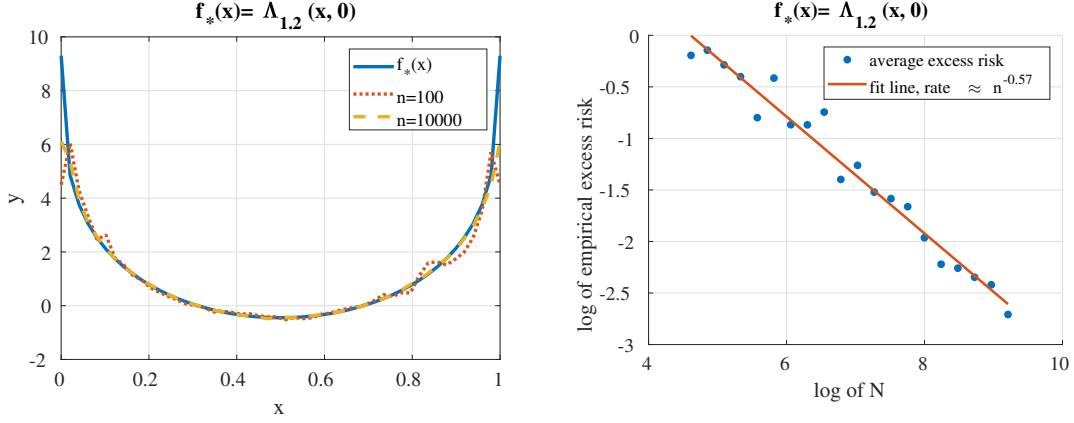 f*(x)= Λ1.2 (x, 0)
10
8
6
4
2
0
-2
y
0 0.2 0.4 0.6 0.8 1
x
f*(x)
n=100
n=10000
f*(x)= Λ1.2 (x, 0)
0
-0.5
-1
-1.5
-2
-2.5
-3
log of empirical excess risk
4 6 8 10
log of N
average excess risk
fit line, rate ≈ n-0.57